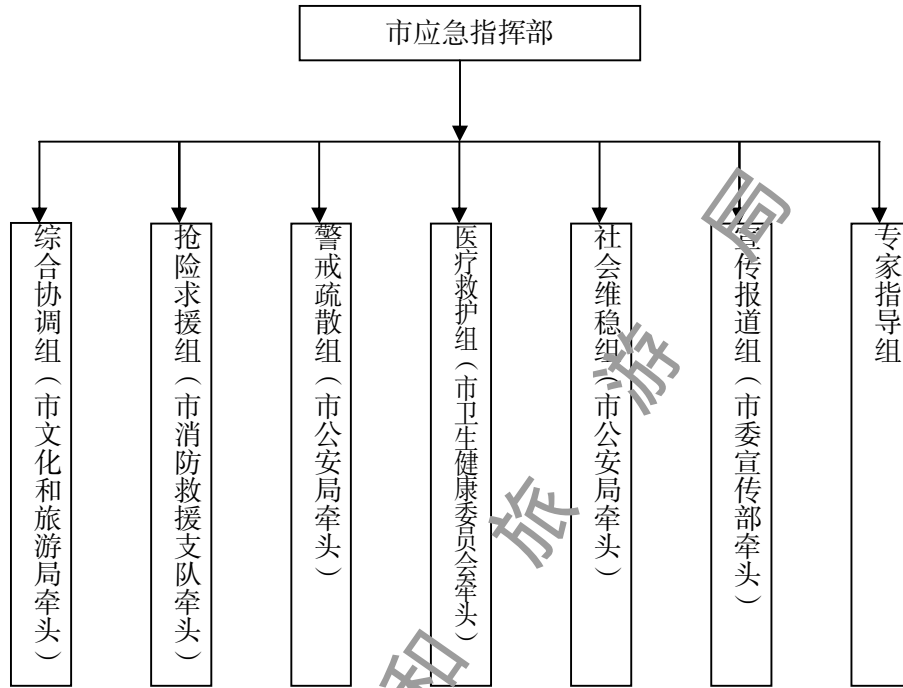 市应急指挥部
综合协调组（市文化和旅游局牵头）
抢险求援组（市消防救援支队牵头）
警戒疏散组（市公安局牵头）
医疗救护组（市卫生健康委员会牵头）
社会维稳组（市公安局牵头）
宣传报道组（市委宣传部牵头）
专家指导组
和旅游局